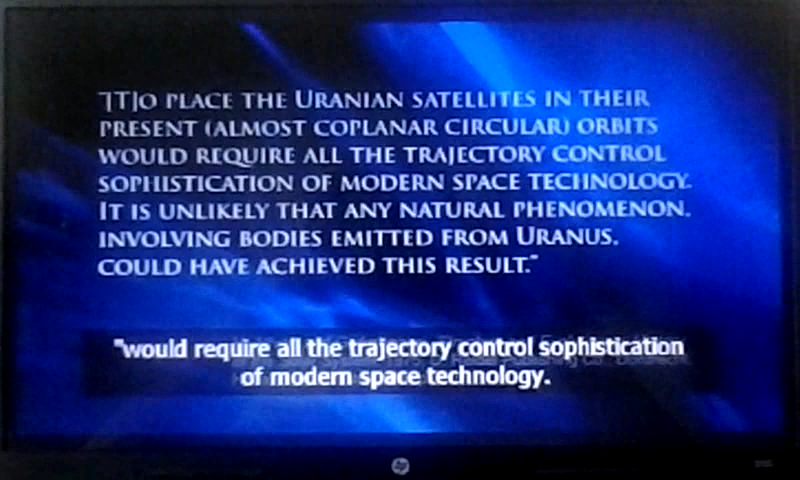 "[T]O PLACE THE URANIAN SATELLITES IN THEIR
PRESENT (ALMOST COPLANAR CIRCULAR) ORBITS
WOULD REQUIRE ALL THE TRAJECTORY CONTROL
SOPHISTICATION OF MODERN SPACE TECHNOLOGY.
IT IS UNLIKELY THAT ANY NATURAL PHENOMENON,
INVOLVING BODIES EMITTED FROM URANUS,
COULD HAVE ACHIEVED THIS RESULT."
"would require all the trajectory control sophistication
of modern space technology.
hp